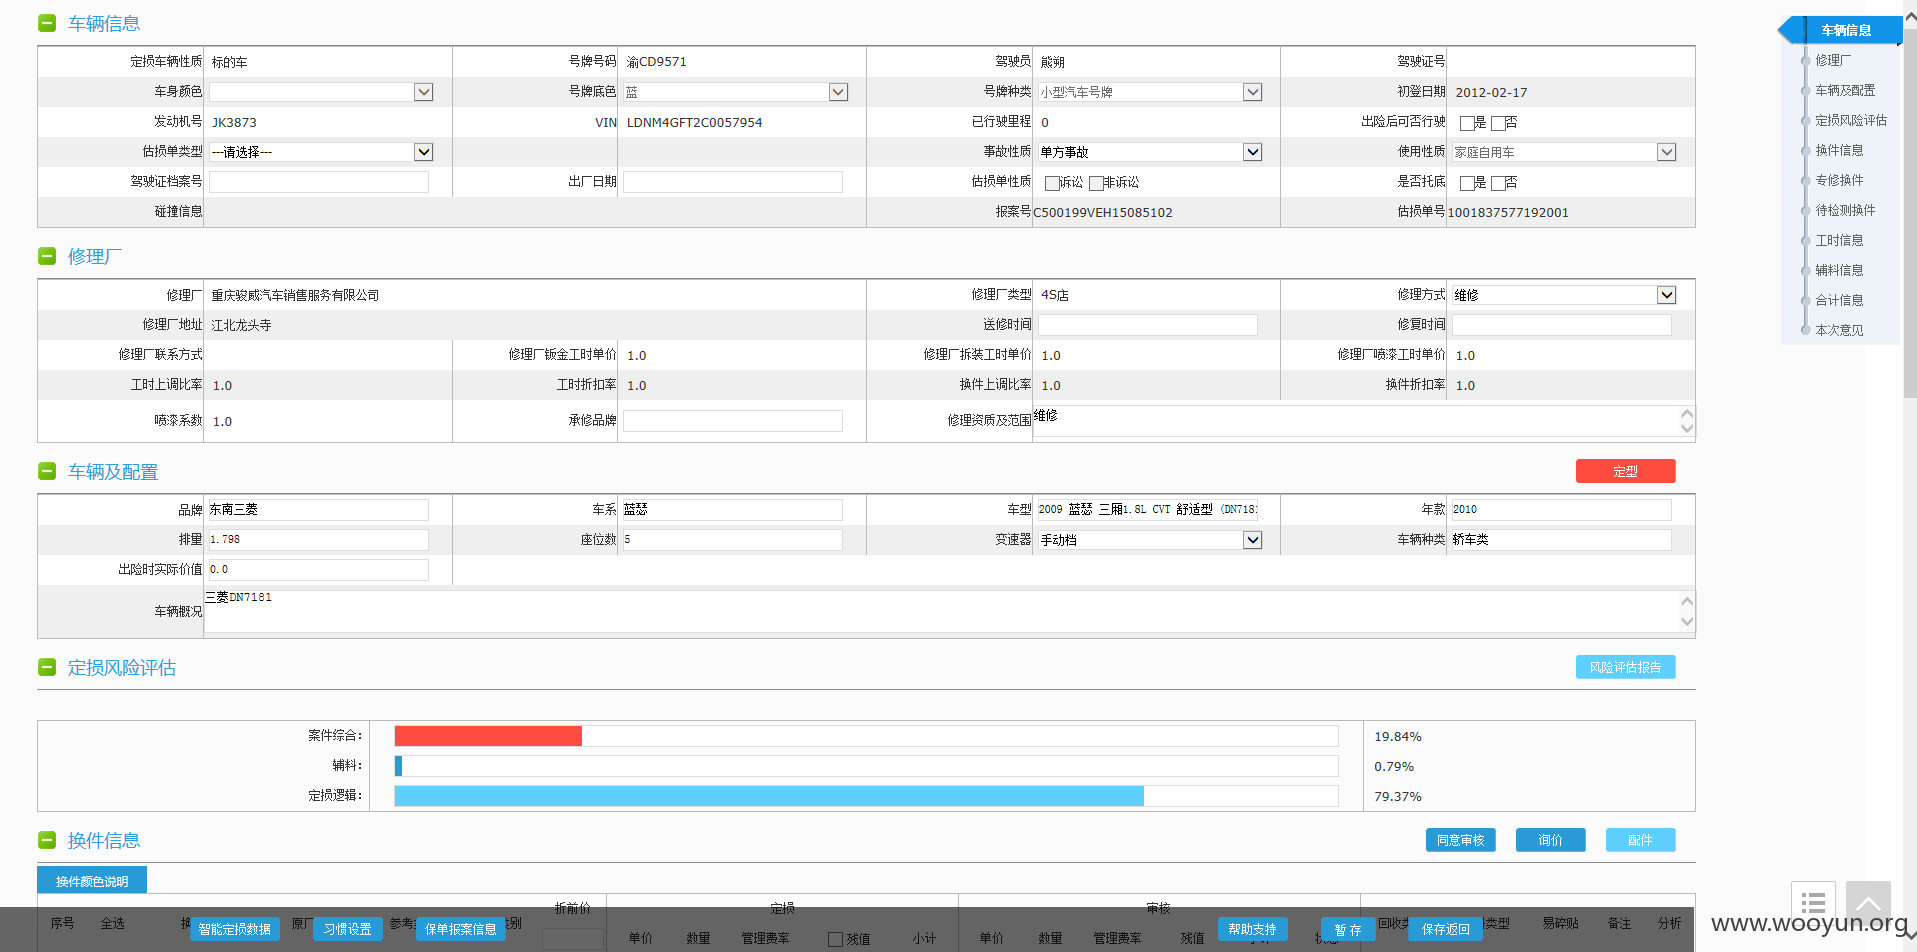 车辆信息
定损车辆性质 标的车 号牌号码 渝CD9571 驾驶员 熊朔 驾驶证号
车身颜色 号牌底色 蓝 号牌种类 小型汽车号牌 初登日期 2012-02-17
发动机号 JK3873 VIN LDNM4GFT2C0057954 已行驶里程 0 出险后可否行驶 是 否
估损单类型 ---请选择--- 事故性质 单方事故 使用性质 家庭自用车
驾驶证档案号 出厂日期 估损单性质 诉讼 非诉讼 是否托底 是 否
碰撞信息 报案号 C500199VEH15085102 估损单号 1001837577192001
修理厂
修理厂 重庆骏威汽车销售服务有限公司 修理厂类型 4S店 修理方式 维修
修理厂地址 江北龙头寺 送修时间 修复时间
修理厂联系方式 修理厂钣金工时单价 1.0 修理厂拆装工时单价 1.0 修理厂喷漆工时单价 1.0
工时上调比率 1.0 工时折扣率 1.0 换件上调比率 1.0 换件折扣率 1.0
喷漆系数 1.0 承修品牌 修理资质及范围 维修
车辆及配置 定型
品牌 东南三菱 车系 蓝瑟 车型 2009 蓝瑟 三厢1.8L CVT 舒适型 (DN7181 年款 2010
排量 1.798 座位数 5 变速器 手动档 车辆种类 轿车类
出险时实际价值 0.0
车辆概况 三菱DN7181
定损风险评估 风险评估报告
案件综合： 19.84%
辅料： 0.79%
定损逻辑： 79.37%
换件信息 同意审核 询价 配件
换件颜色说明
序号 全选 换 原厂 参考 类别 折前价 定损 审核 回收类 类型 易碎贴 备注 分析
单价 数量 管理费率 残值 小计 单价 数量 管理费率 残值 小计 状态
智能定损数据 习惯设置 保单报案信息 帮助支持 暂 存 保存返回
车辆信息
修理厂
车辆及配置
定损风险评估
换件信息
专修换件
待检测换件
工时信息
辅料信息
合计信息
本次意见
www.wooyun.org